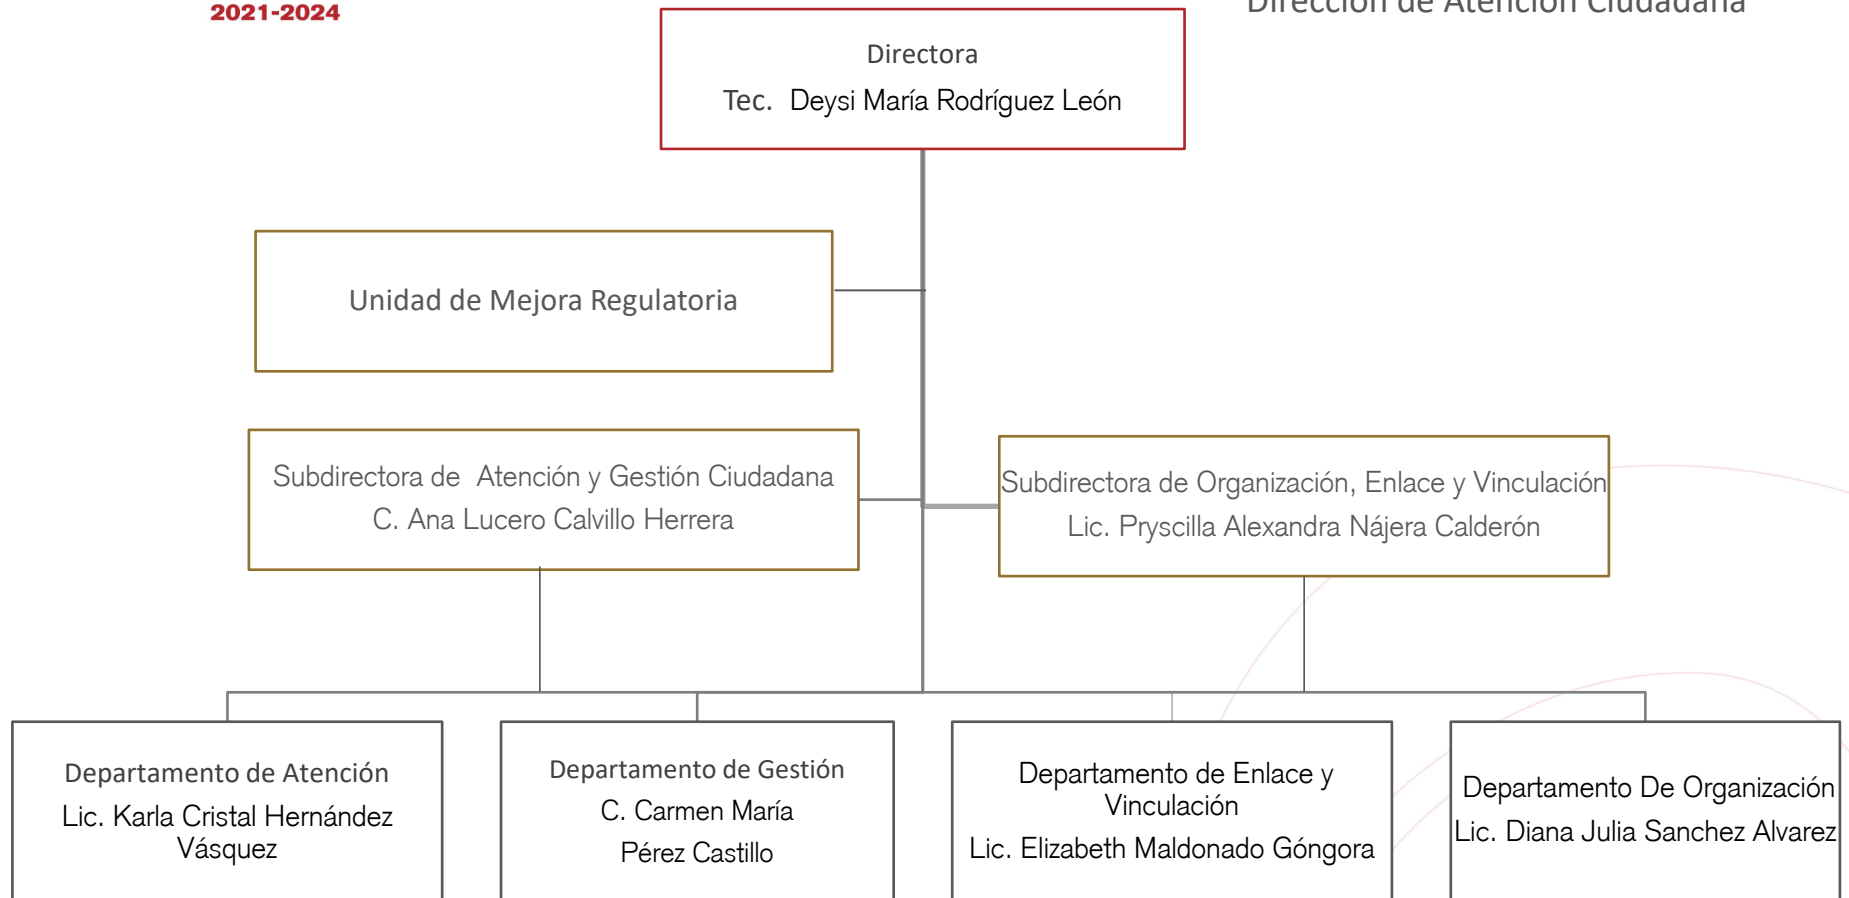 2021-2024
Dirección de Atención Ciudadana
Directora
Tec. Deysi María Rodríguez León
Unidad de Mejora Regulatoria
Subdirectora de Atención y Gestión Ciudadana
C. Ana Lucero Calvillo Herrera
Subdirectora de Organización, Enlace y Vinculación
Lic. Pryscilla Alexandra Nájera Calderón
Departamento de Atención
Lic. Karla Cristal Hernández
Vásquez
Departamento de Gestión
C. Carmen María
Pérez Castillo
Departamento de Enlace y
Vinculación
Lic. Elizabeth Maldonado Góngora
Departamento De Organización
Lic. Diana Julia Sanchez Alvarez